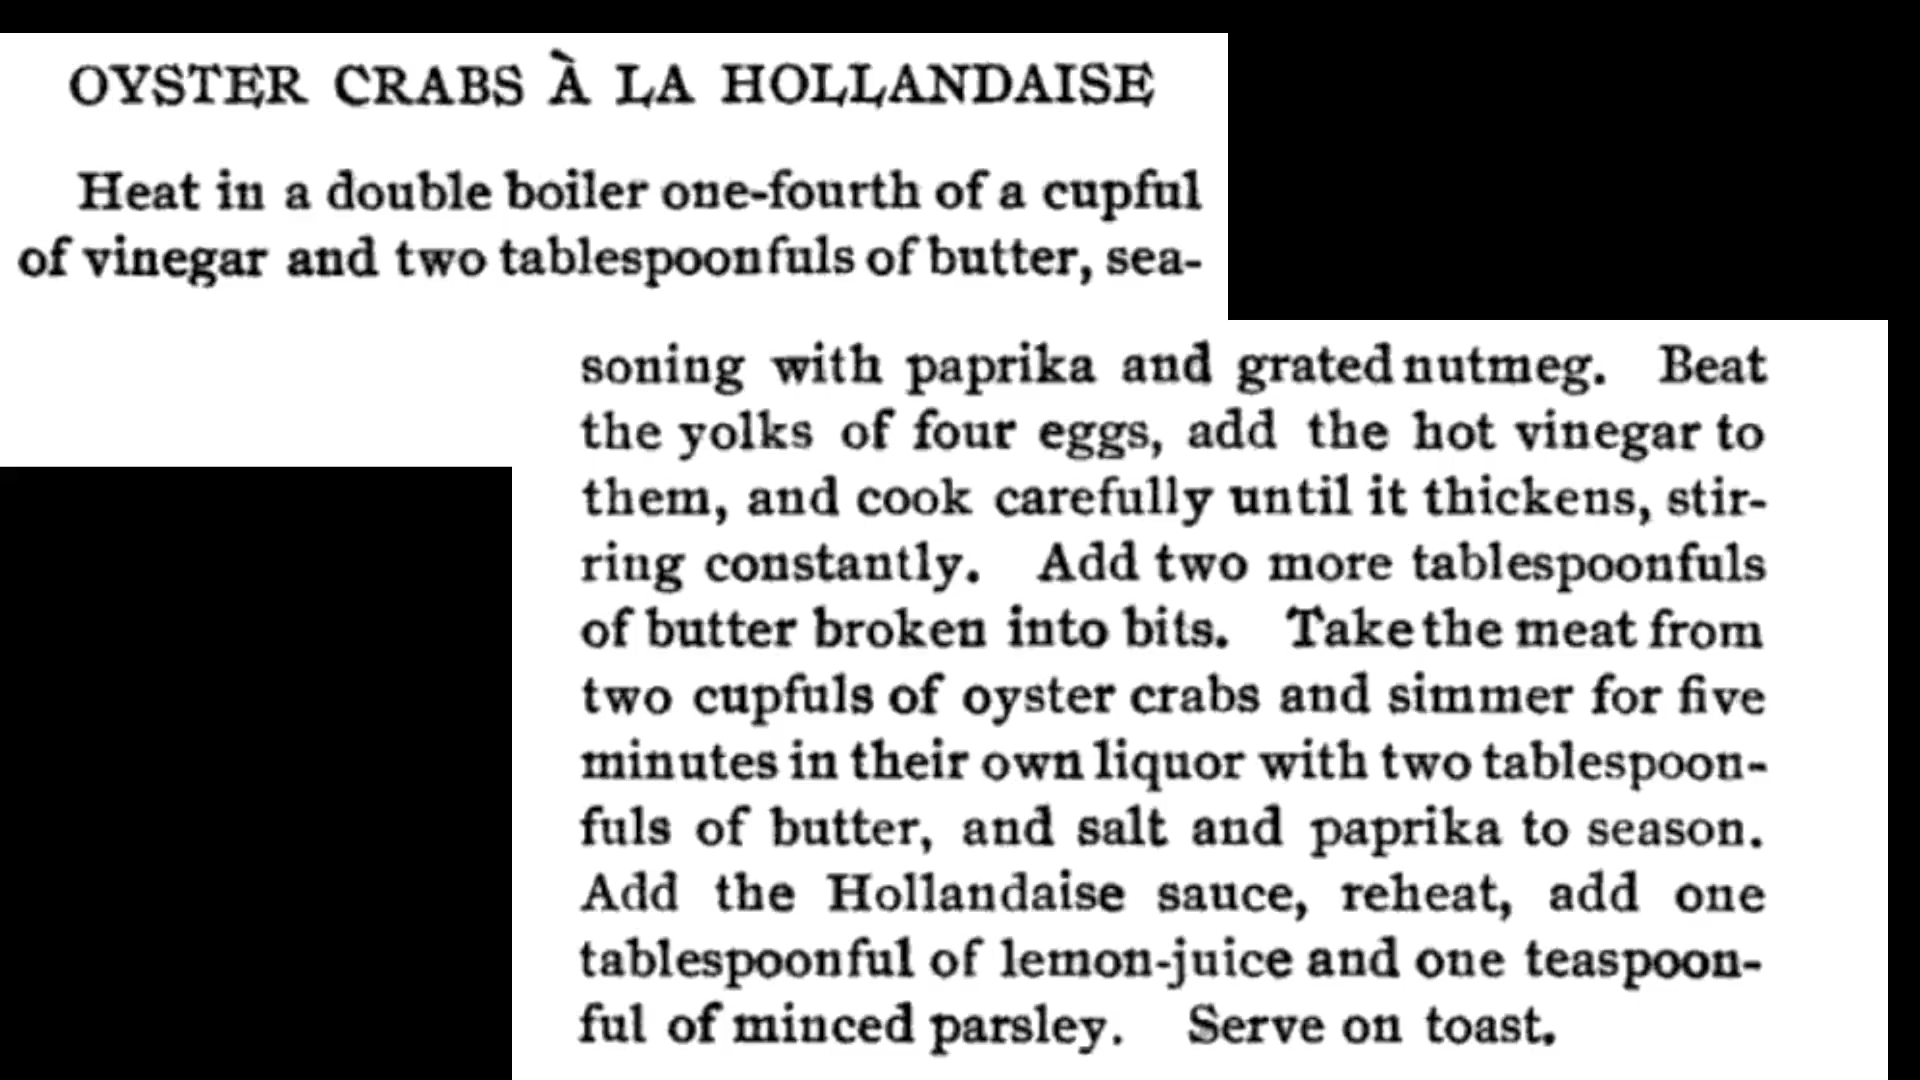 OYSTER CRABS À LA HOLLANDAISE
Heat in a double boiler one-fourth of a cupful
of vinegar and two tablespoonfuls of butter, sea-
soning with paprika and grated nutmeg. Beat
the yolks of four eggs, add the hot vinegar to
them, and cook carefully until it thickens, stir-
ring constantly. Add two more tablespoonfuls
of butter broken into bits. Take the meat from
two cupfuls of oyster crabs and simmer for five
minutes in their own liquor with two tablespoon-
fuls of butter, and salt and paprika to season.
Add the Hollandaise sauce, reheat, add one
tablespoonful of lemon-juice and one teaspoon-
ful of minced parsley. Serve on toast.